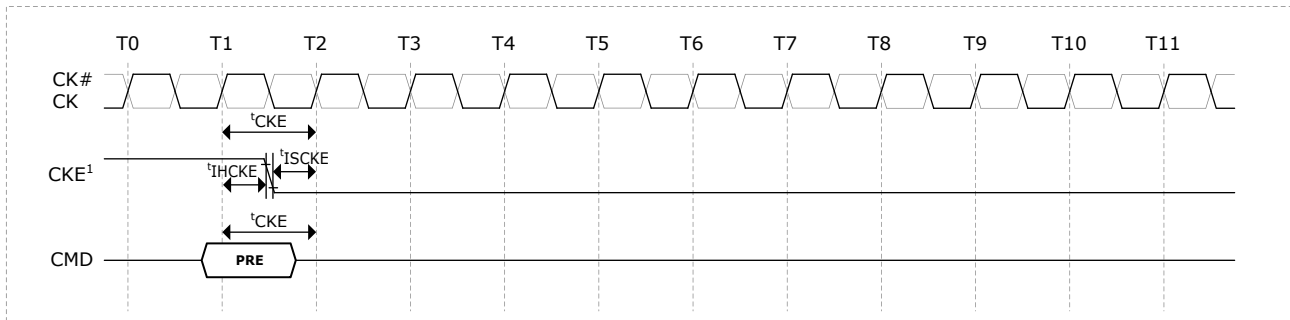 T0 T1 T2 T3 T4 T5 T6 T7 T8 T9 T10 T11
CK#
CK
tCKE
tISCKE
CKE1
tIHCKE
tCKE
CMD
PRE